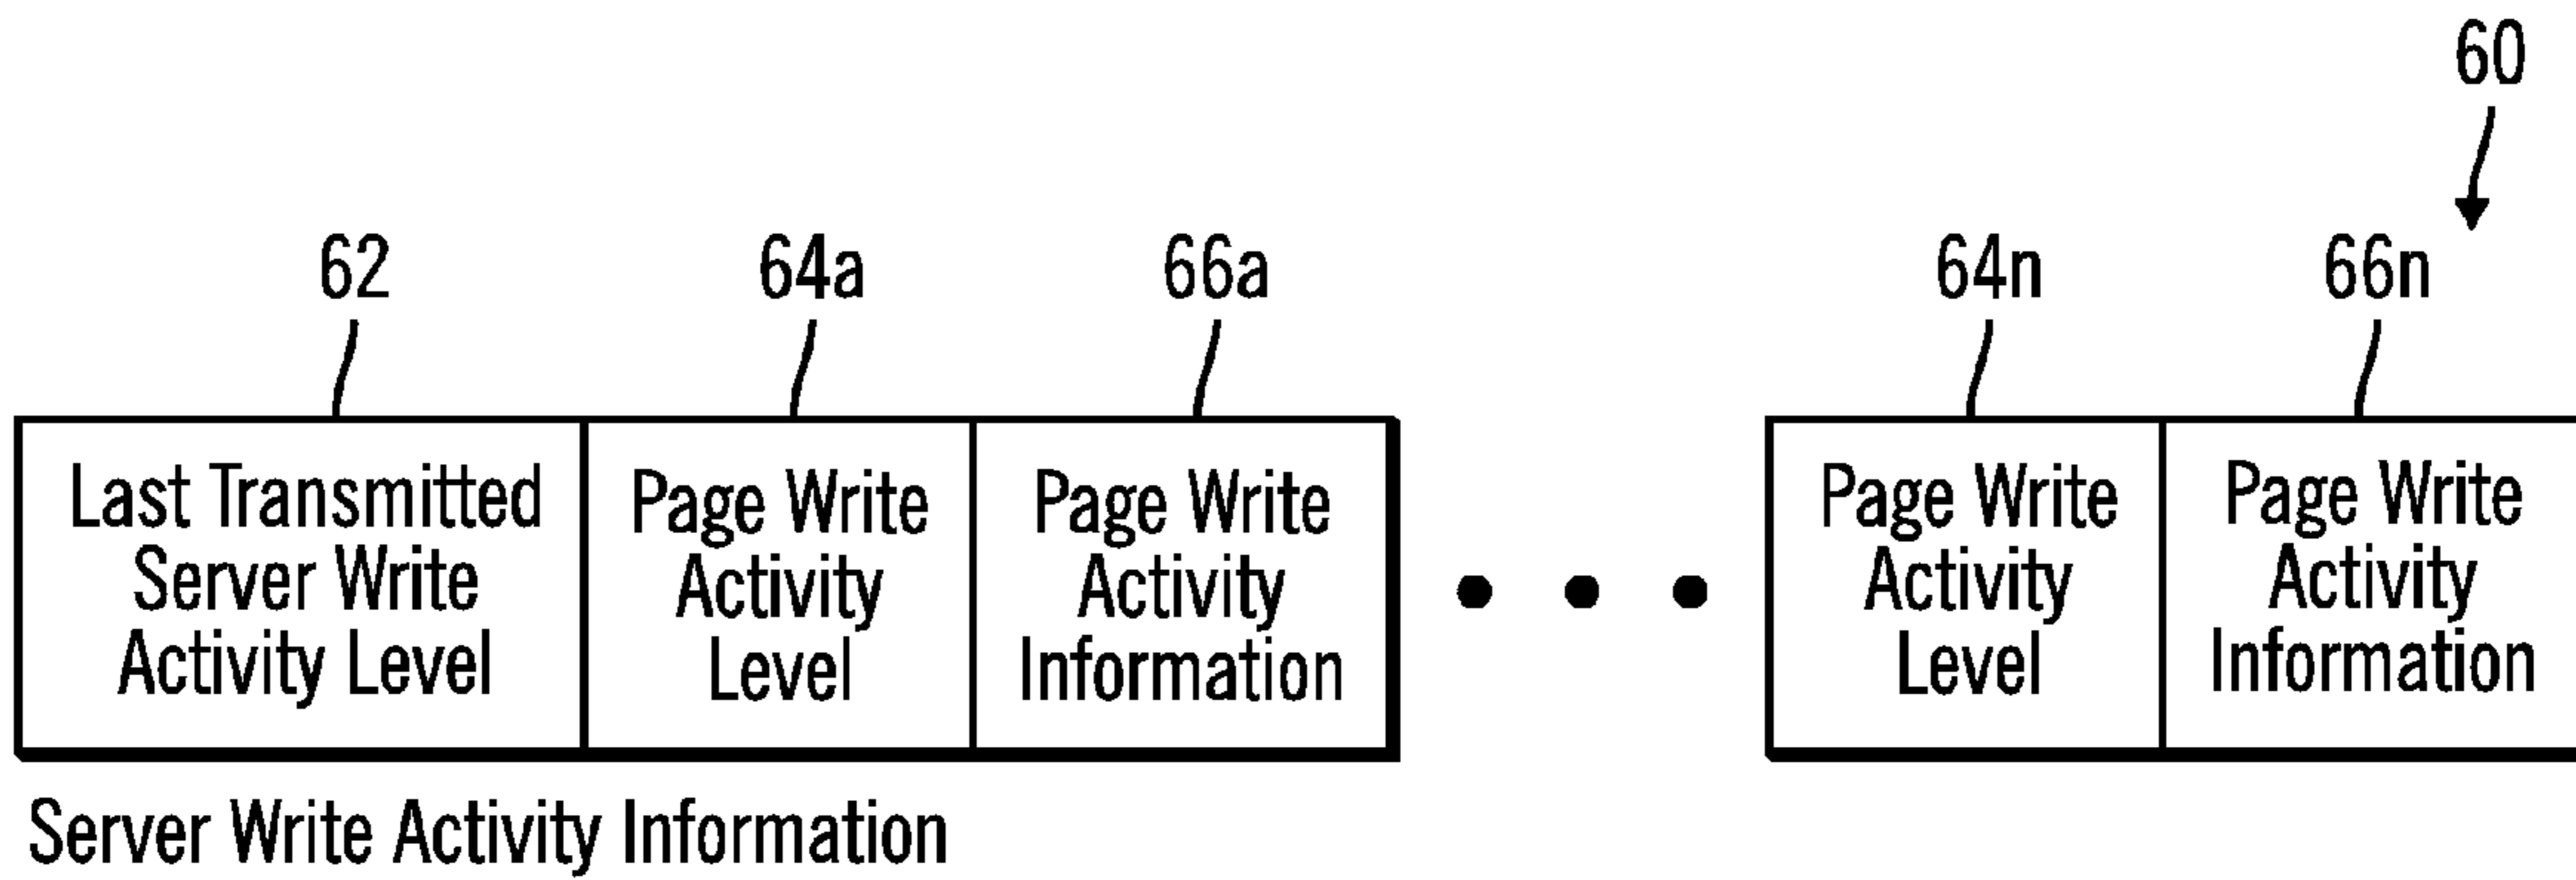 60
62 64a 66a 64n 66n
Last Transmitted
Server Write
Activity Level
Page Write
Activity
Level
Page Write
Activity
Information
Page Write
Activity
Level
Page Write
Activity
Information
Server Write Activity Information